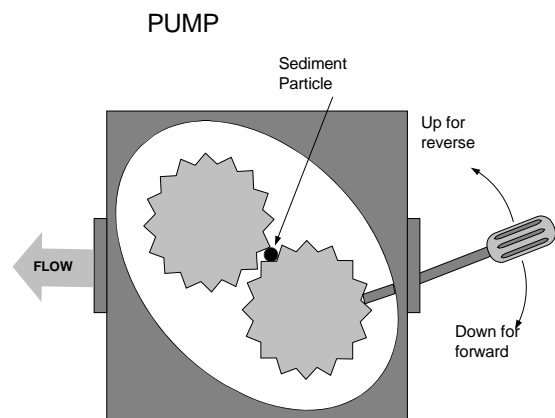 PUMP
Sediment
Particle
Up for
reverse
FLOW
Down for
forward